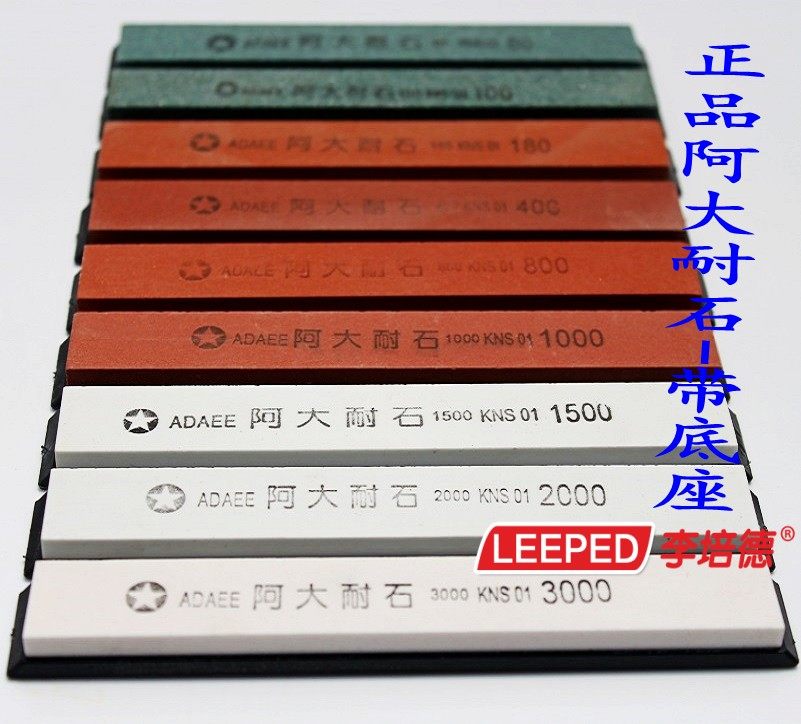 阿大耐石
阿大耐石 100
ADAEE 阿大耐石 180 KNS 01 180
ADAEE 阿大耐石 KNS 01 400
ADAEE 阿大耐石 800 KNS 01 800
ADAEE 阿大耐石 1000 KNS 01 1000
ADAEE 阿大耐石 1500 KNS 01 1500
ADAEE 阿大耐石 2000 KNS 01 2000
ADAEE 阿大耐石 3000 KNS 01 3000
正品阿大耐石-带底座
LEEPED 李培德®